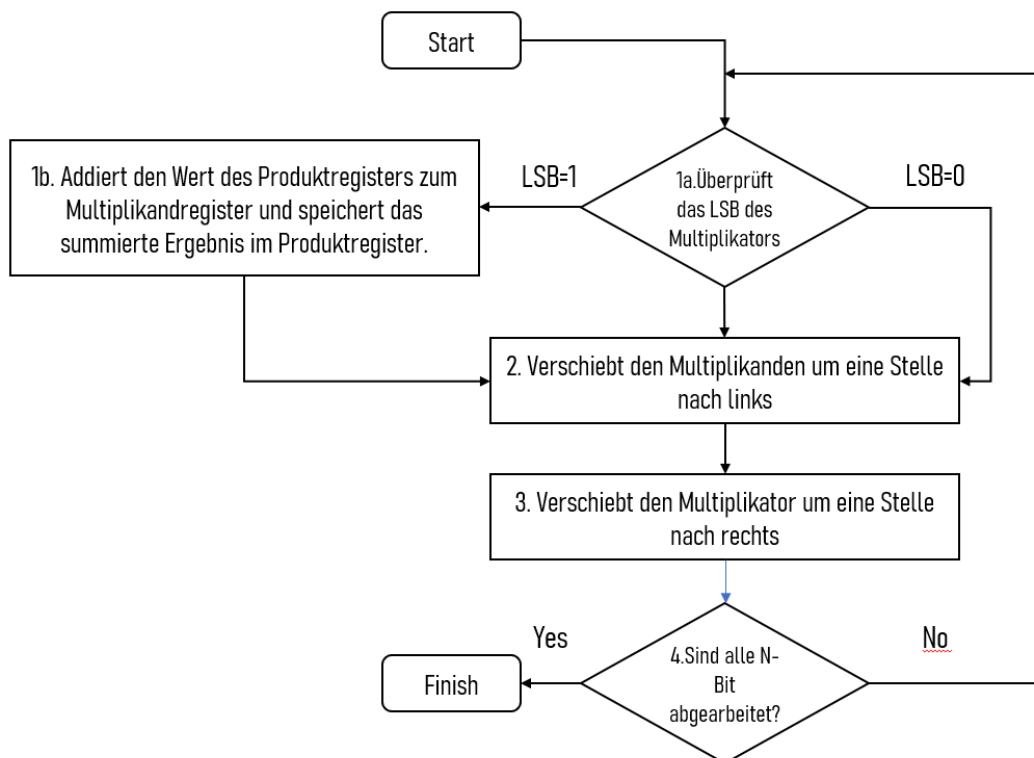 Start
1b. Addiert den Wert des Produktregisters zum
Multiplikandregister und speichert das
summierte Ergebnis im Produktregister.
LSB=1
1a.Überprüft
das LSB des
Multiplikators
LSB=0
2. Verschiebt den Multiplikanden um eine Stelle
nach links
3. Verschiebt den Multiplikator um eine Stelle
nach rechts
Yes
4.Sind alle N-
Bit
abgearbeitet?
No
Finish